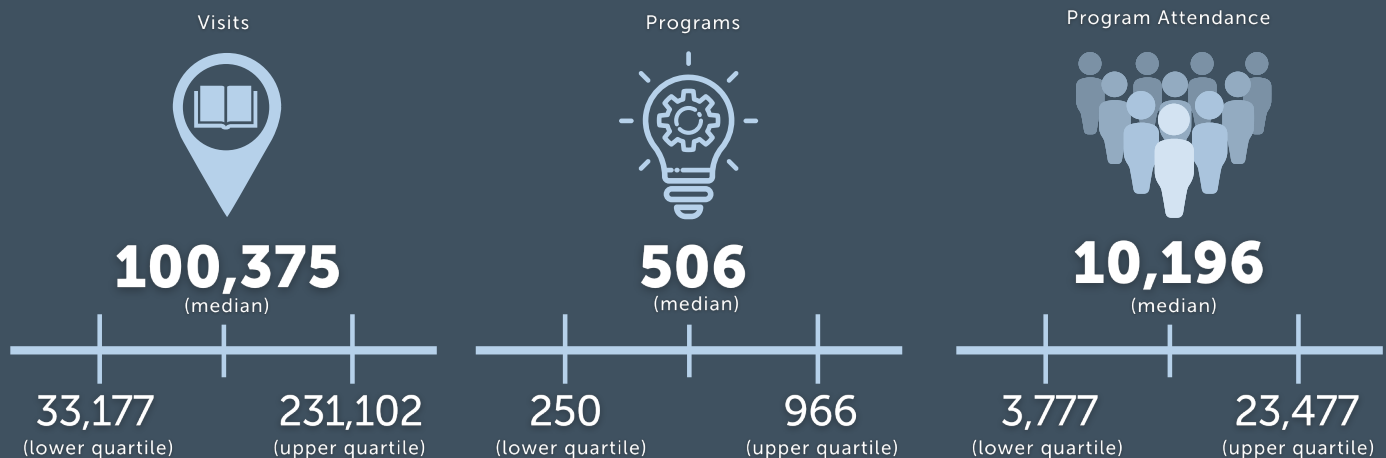 Visits
100,375
(median)
33,177
(lower quartile)
231,102
(upper quartile)
Programs
506
(median)
250
(lower quartile)
966
(upper quartile)
Program Attendance
10,196
(median)
3,777
(lower quartile)
23,477
(upper quartile)